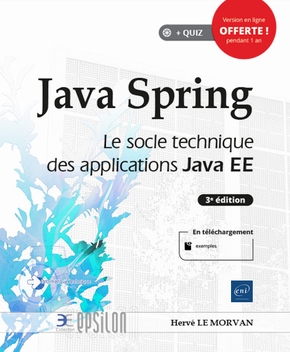 + QUIZ
Version en ligne
OFFERTE !
pendant 1 an
Java Spring
Le socle technique
des applications Java EE
3e édition
En téléchargement
exemples
eni
epsilon
Hervé LE MORVAN